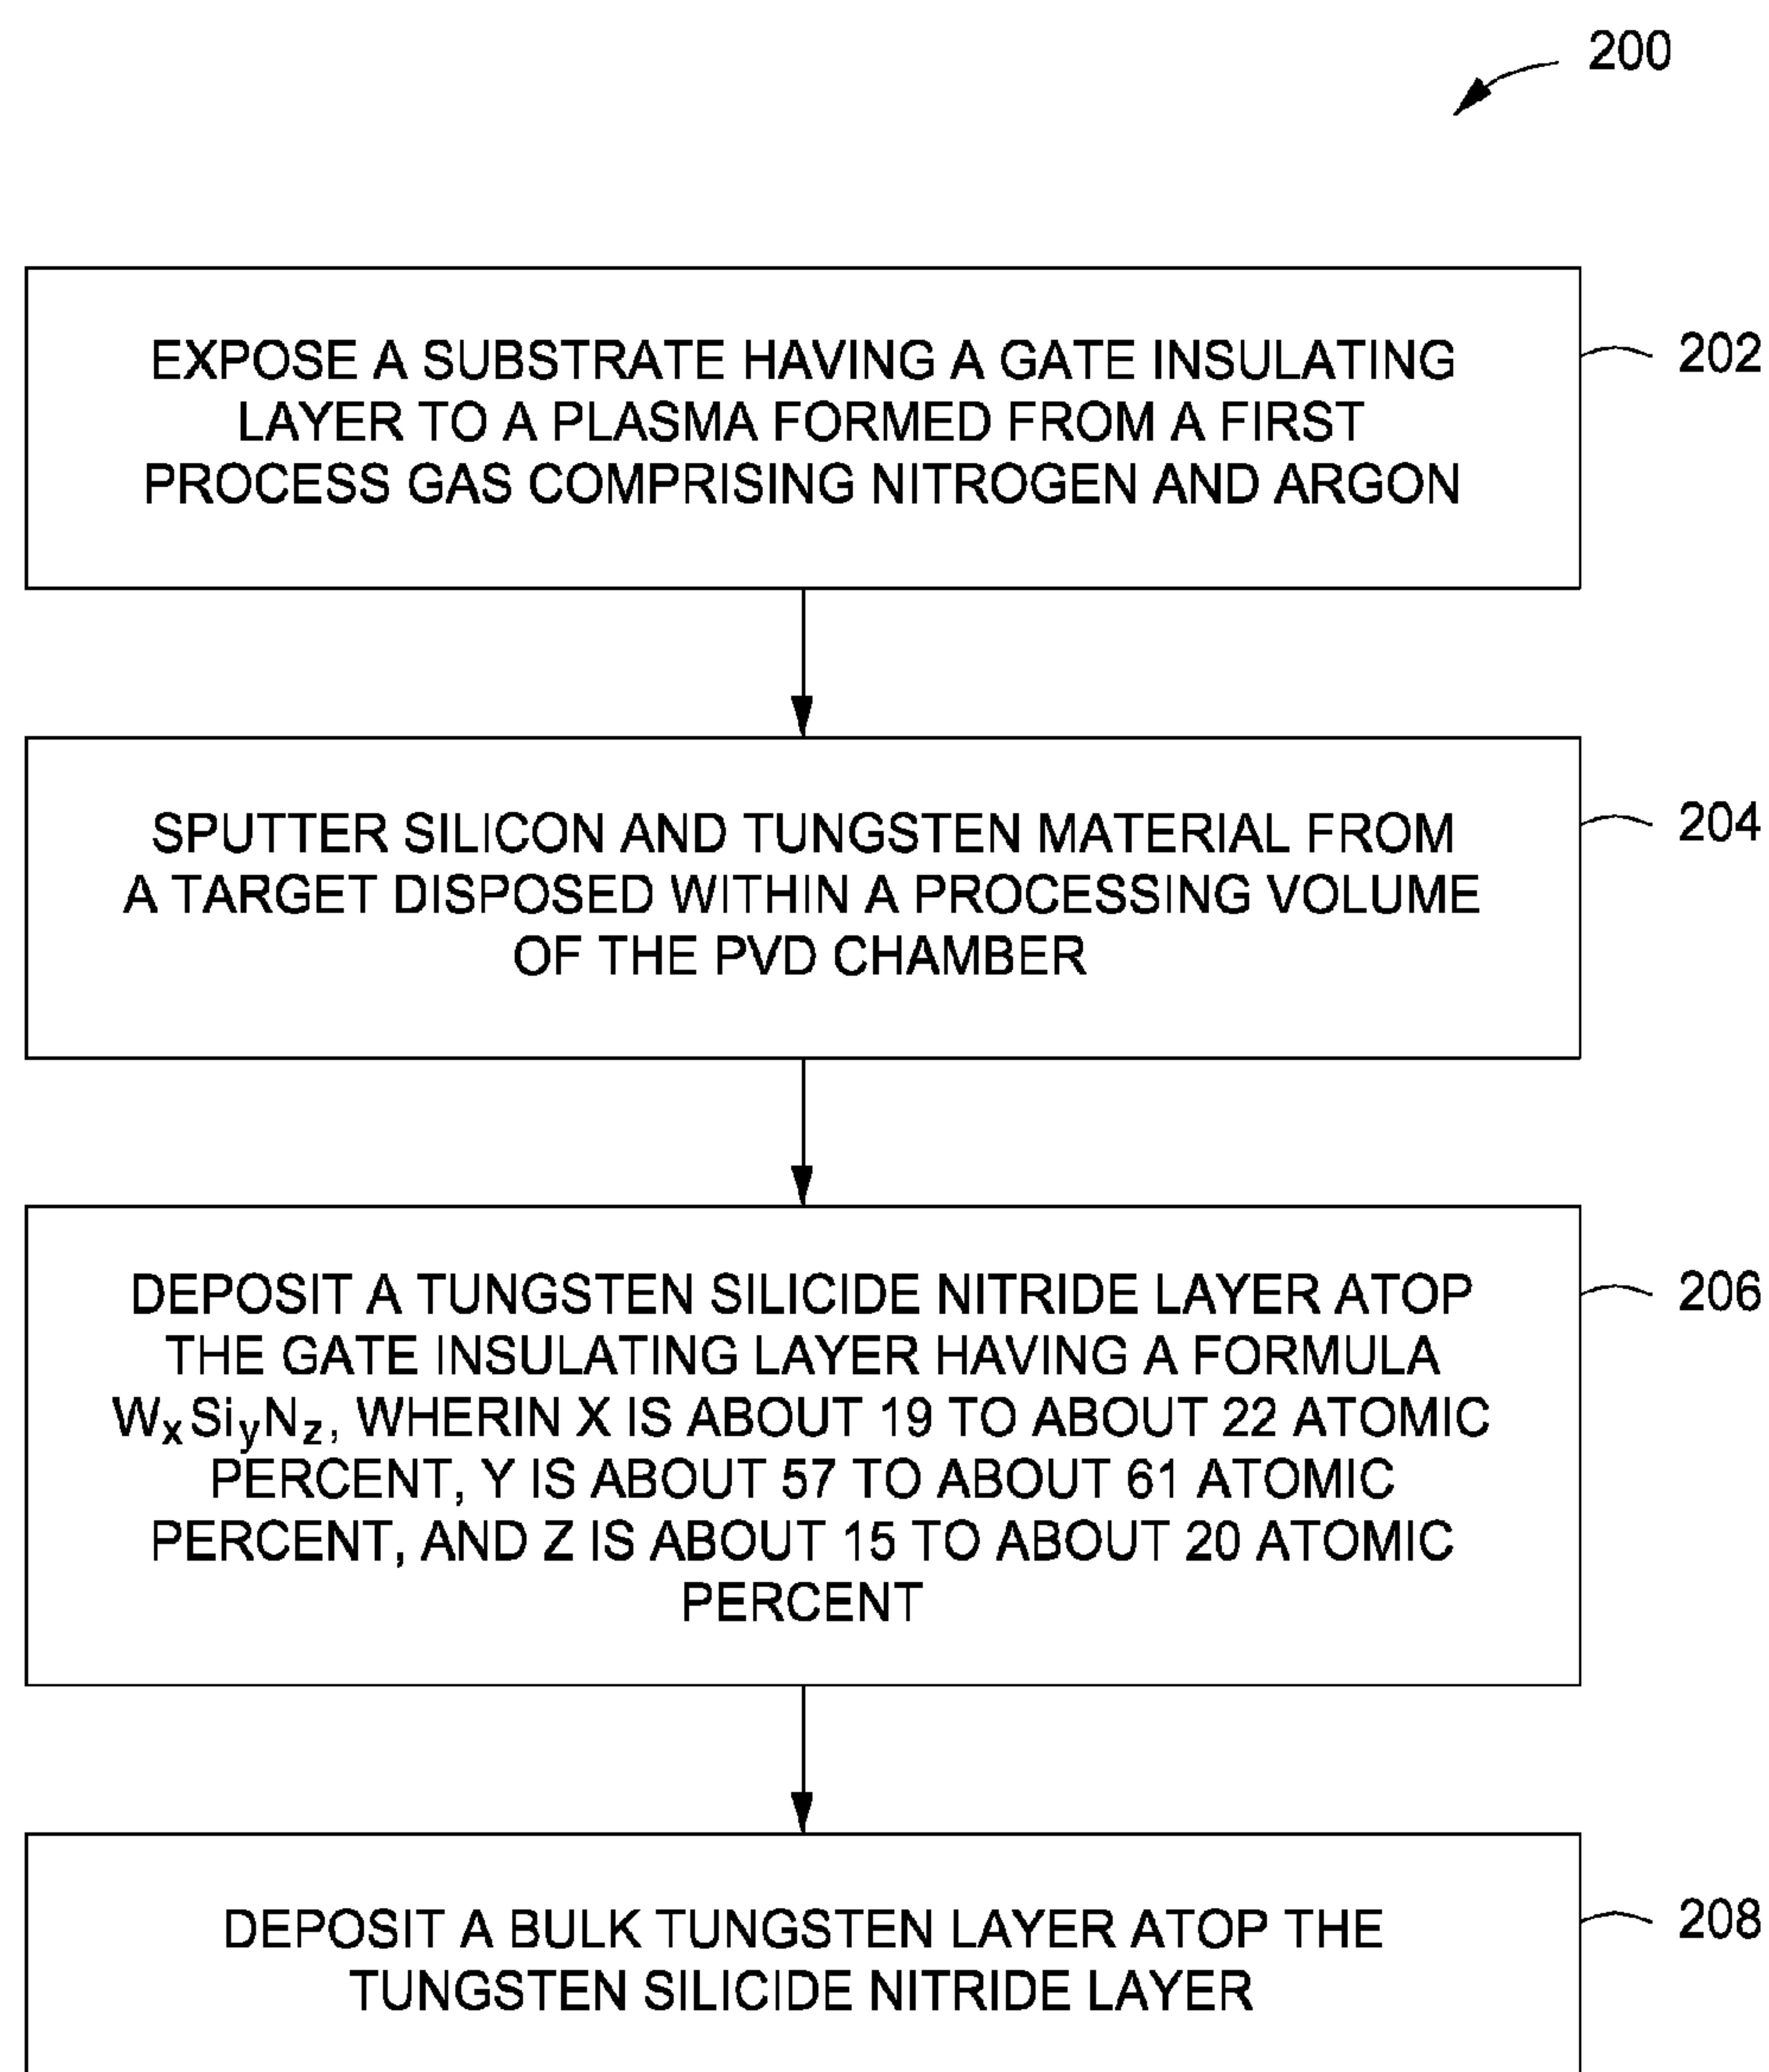 200
EXPOSE A SUBSTRATE HAVING A GATE INSULATING
LAYER TO A PLASMA FORMED FROM A FIRST
PROCESS GAS COMPRISING NITROGEN AND ARGON
202
SPUTTER SILICON AND TUNGSTEN MATERIAL FROM
A TARGET DISPOSED WITHIN A PROCESSING VOLUME
OF THE PVD CHAMBER
204
DEPOSIT A TUNGSTEN SILICIDE NITRIDE LAYER ATOP
THE GATE INSULATING LAYER HAVING A FORMULA
WxSiyNz, WHERIN X IS ABOUT 19 TO ABOUT 22 ATOMIC
PERCENT, Y IS ABOUT 57 TO ABOUT 61 ATOMIC
PERCENT, AND Z IS ABOUT 15 TO ABOUT 20 ATOMIC
PERCENT
206
DEPOSIT A BULK TUNGSTEN LAYER ATOP THE
TUNGSTEN SILICIDE NITRIDE LAYER
208